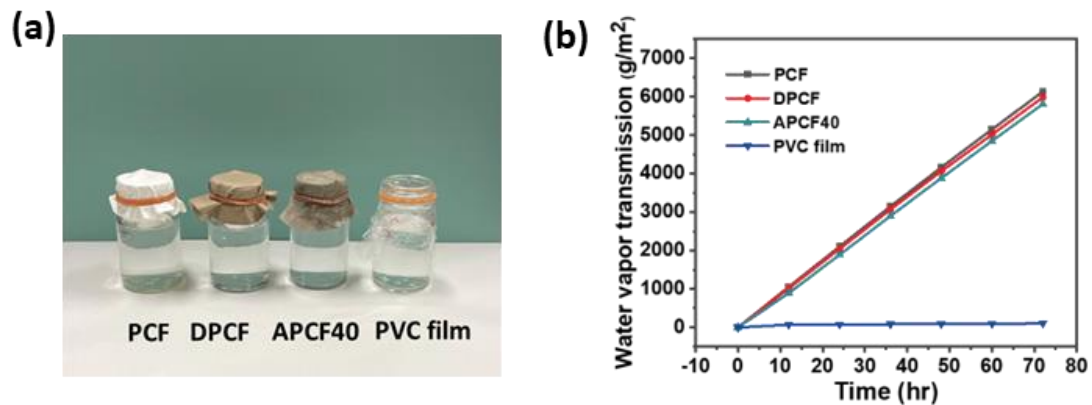 (a)
PCF DPCF APCF40 PVC film
(b)
Water vapor transmission (g/m²)
7000
6000
5000
4000
3000
2000
1000
0
PCF
DPCF
APCF40
PVC film
-10 0 10 20 30 40 50 60 70 80
Time (hr)